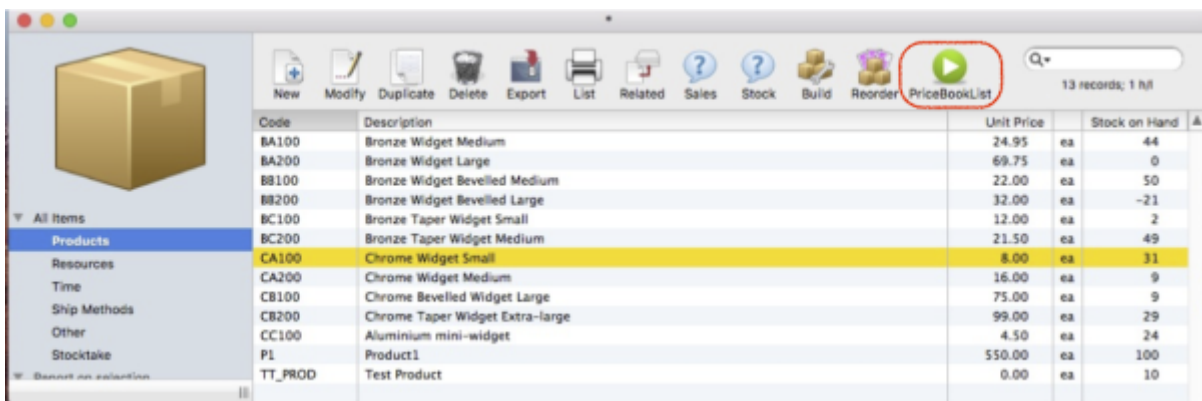 New Modify Duplicate Delete Export List Related Sales Stock Build Reorder PriceBookList
13 records; 1 h/l
Code Description Unit Price Stock on Hand
BA100 Bronze Widget Medium 24.95 ea 44
BA200 Bronze Widget Large 69.75 ea 0
BB100 Bronze Widget Bevelled Medium 22.00 ea 50
BB200 Bronze Widget Bevelled Large 32.00 ea -21
BC100 Bronze Taper Widget Small 12.00 ea 2
BC200 Bronze Taper Widget Medium 21.50 ea 49
CA100 Chrome Widget Small 8.00 ea 31
CA200 Chrome Widget Medium 16.00 ea 9
CB100 Chrome Bevelled Widget Large 75.00 ea 9
CB200 Chrome Taper Widget Extra-large 99.00 ea 29
CC100 Aluminium mini-widget 4.50 ea 24
P1 Product1 550.00 ea 100
TT_PROD Test Product 0.00 ea 10
All Items
Products
Resources
Time
Ship Methods
Other
Stocktake
Report on selection